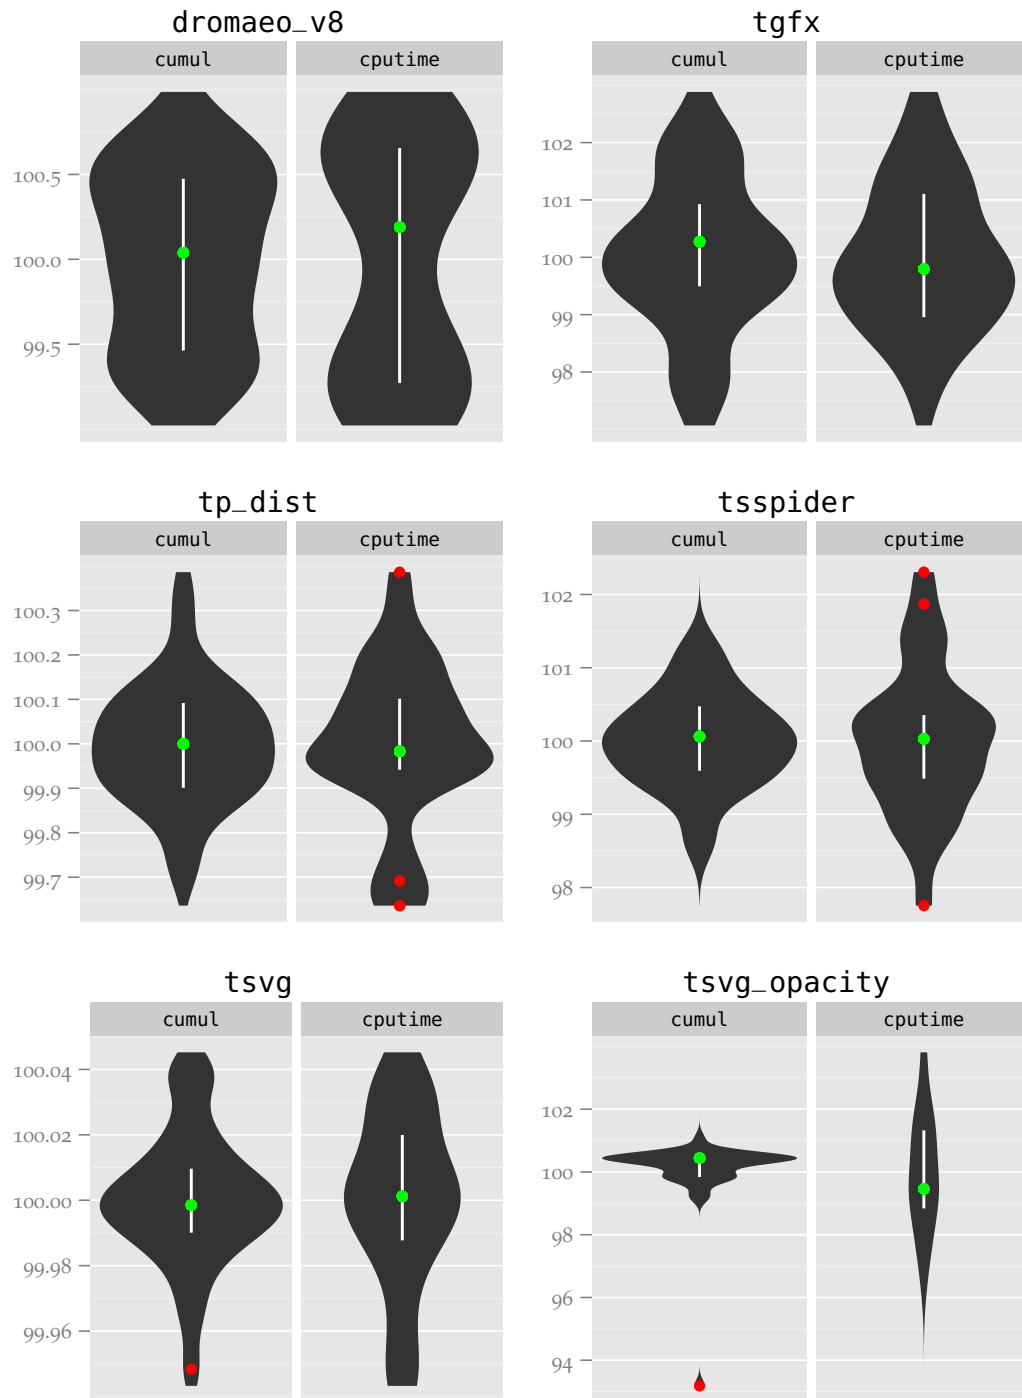 dromaeo_v8
cumul cputime
100.5
100.0
99.5
tgfx
cumul cputime
102
101
100
99
98
tp_dist
cumul cputime
100.3
100.2
100.1
100.0
99.9
99.8
99.7
tsspider
cumul cputime
102
101
100
99
98
tsvg
cumul cputime
100.04
100.02
100.00
99.98
99.96
tsvg_opacity
cumul cputime
102
100
98
96
94